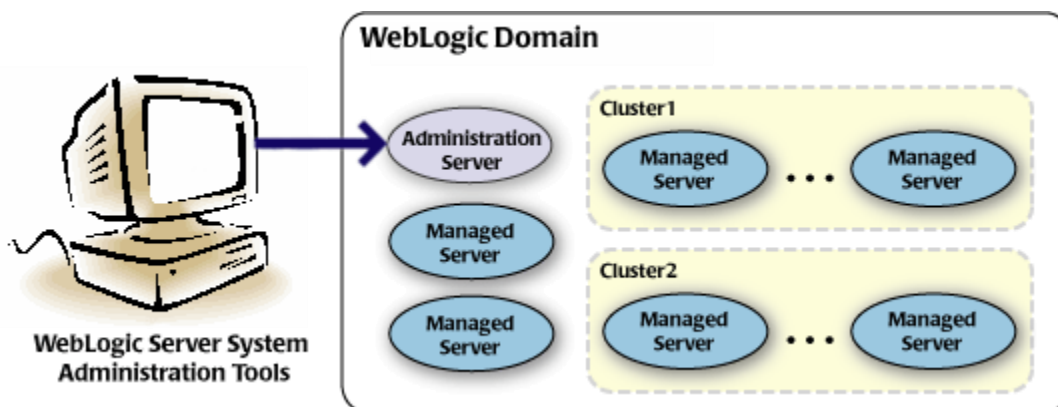 WebLogic Domain
Administration
Server
Managed
Server
Managed
Server
Cluster1
Managed
Server
...
Managed
Server
Cluster2
Managed
Server
...
Managed
Server
WebLogic Server System
Administration Tools